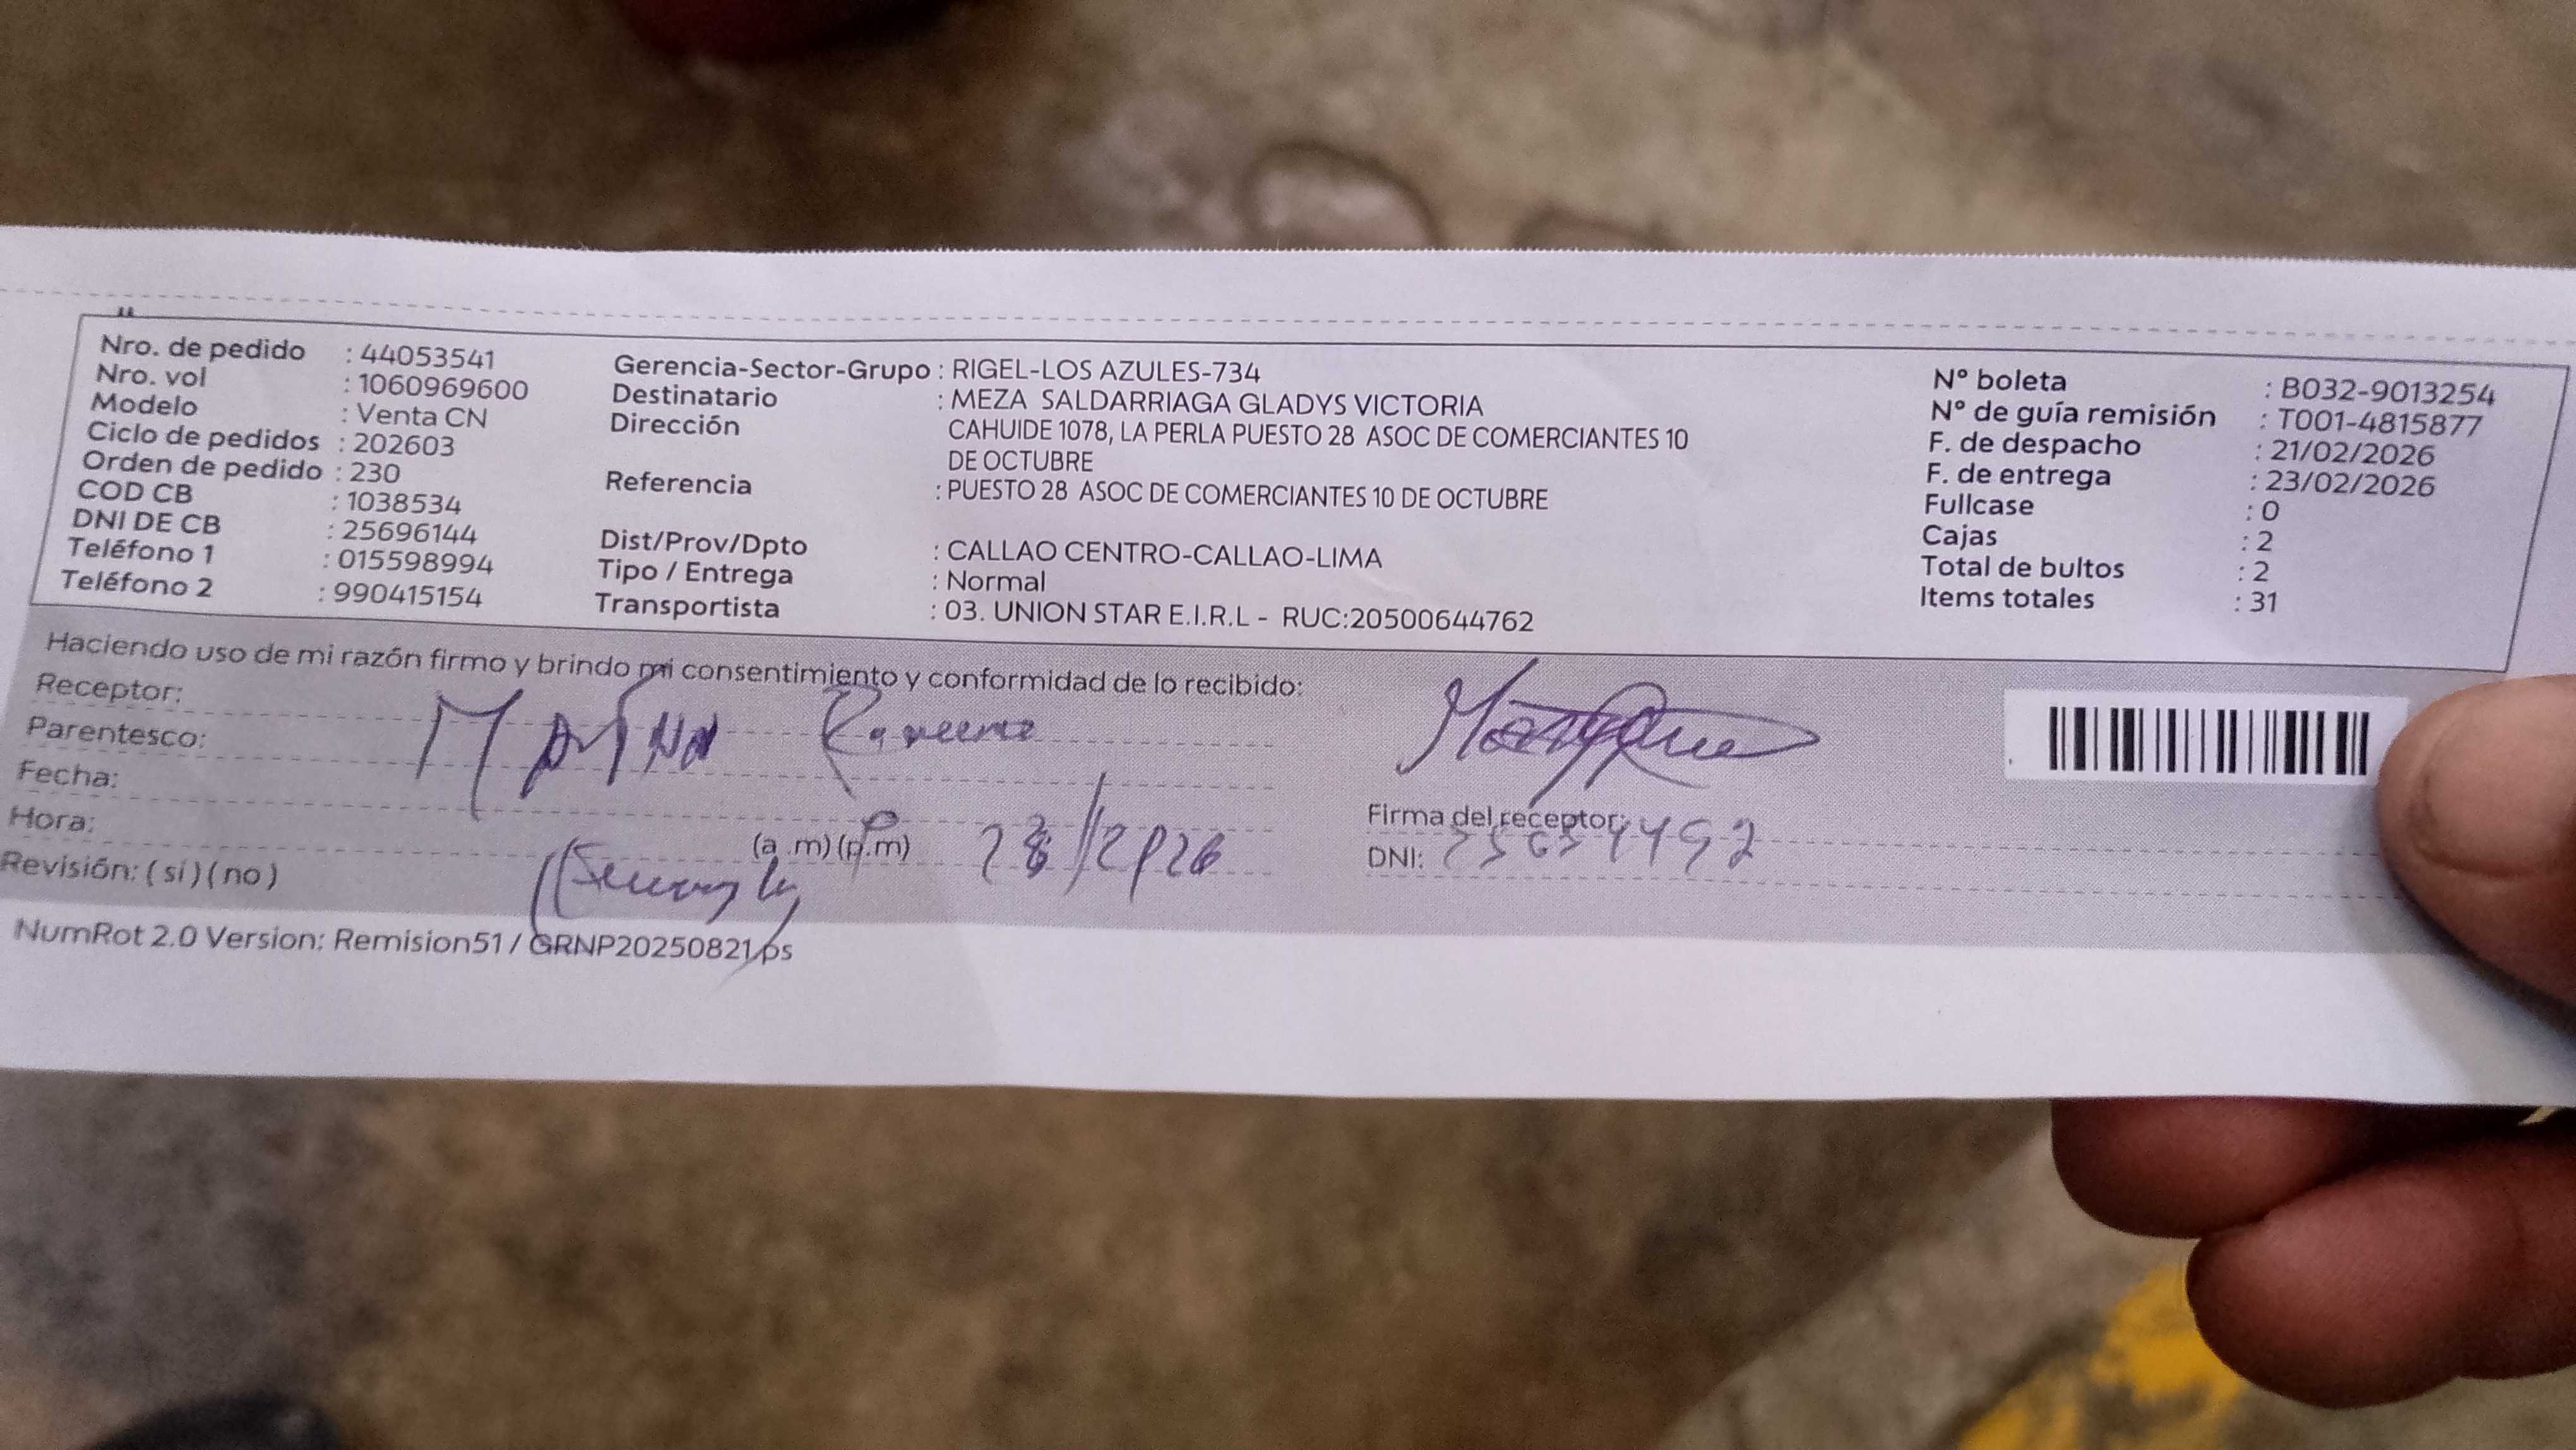 Nro. de pedido : 44053541
Nro. vol : 1060969600
Modelo : Venta CN
Ciclo de pedidos : 202603
Orden de pedido : 230
COD CB : 1038534
DNI DE CB : 25696144
Teléfono 1 : 015598994
Teléfono 2 : 990415154
Gerencia-Sector-Grupo : RIGEL-LOS AZULES-734
Destinatario : MEZA SALDARRIAGA GLADYS VICTORIA
Dirección CAHUIDE 1078, LA PERLA PUESTO 28 ASOC DE COMERCIANTES 10
DE OCTUBRE
Referencia : PUESTO 28 ASOC DE COMERCIANTES 10 DE OCTUBRE
Dist/Prov/Dpto : CALLAO CENTRO-CALLAO-LIMA
Tipo / Entrega : Normal
Transportista : 03. UNION STAR E.I.R.L - RUC:20500644762
N° boleta : B032-9013254
N° de guía remisión : T001-4815877
F. de despacho : 21/02/2026
F. de entrega : 23/02/2026
Fullcase : 0
Cajas : 2
Total de bultos : 2
Items totales : 31
Haciendo uso de mi razón firmo y brindo mi consentimiento y conformidad de lo recibido:
Receptor:
Parentesco:
Fecha:
Hora: (a .m) (p.m)
Revisión: ( si ) ( no )
Firma del receptor:
DNI:
NumRot 2.0 Version: Remision51 / GRNP20250821.ps